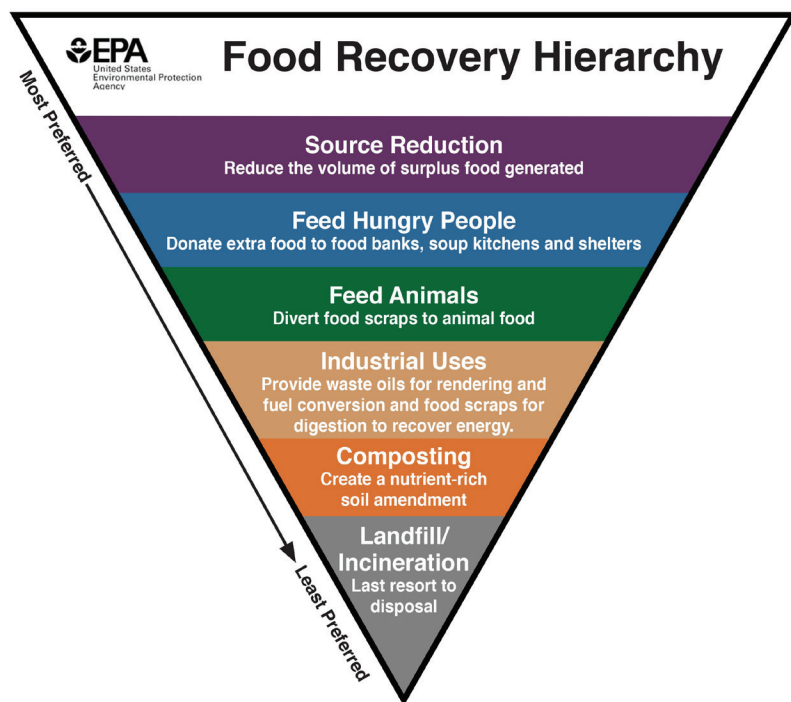 EPA
United States
Environmental Protection
Agency
Food Recovery Hierarchy
Most Preferred
Source Reduction
Reduce the volume of surplus food generated
Feed Hungry People
Donate extra food to food banks, soup kitchens and shelters
Feed Animals
Divert food scraps to animal food
Industrial Uses
Provide waste oils for rendering and
fuel conversion and food scraps for
digestion to recover energy.
Composting
Create a nutrient-rich
soil amendment
Landfill/
Incineration
Last resort to
disposal
Least Preferred